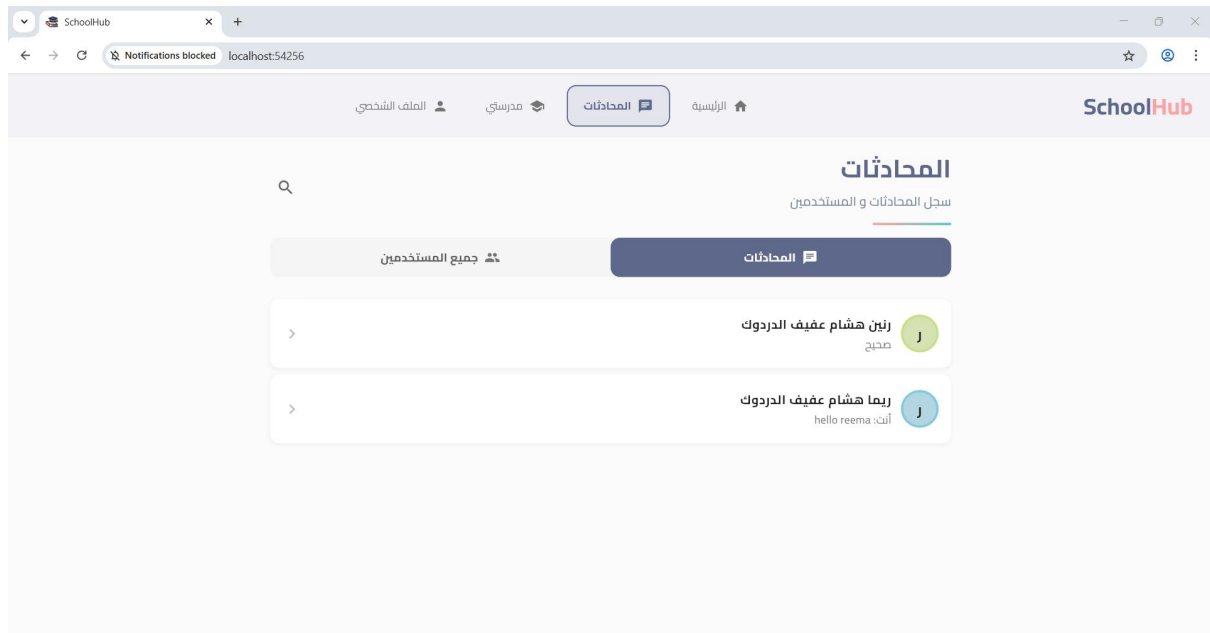 SchoolHub
Notifications blocked localhost:54256
SchoolHub
الرئيسية
المحادثات
مدرستي
الملف الشخصي
المحادثات
سجل المحادثات و المستخدمين
المحادثات
جميع المستخدمين
ر
رنين هشام عفيف الدردوك
صحيح
ر
ريما هشام عفيف الدردوك
أنت: hello reema